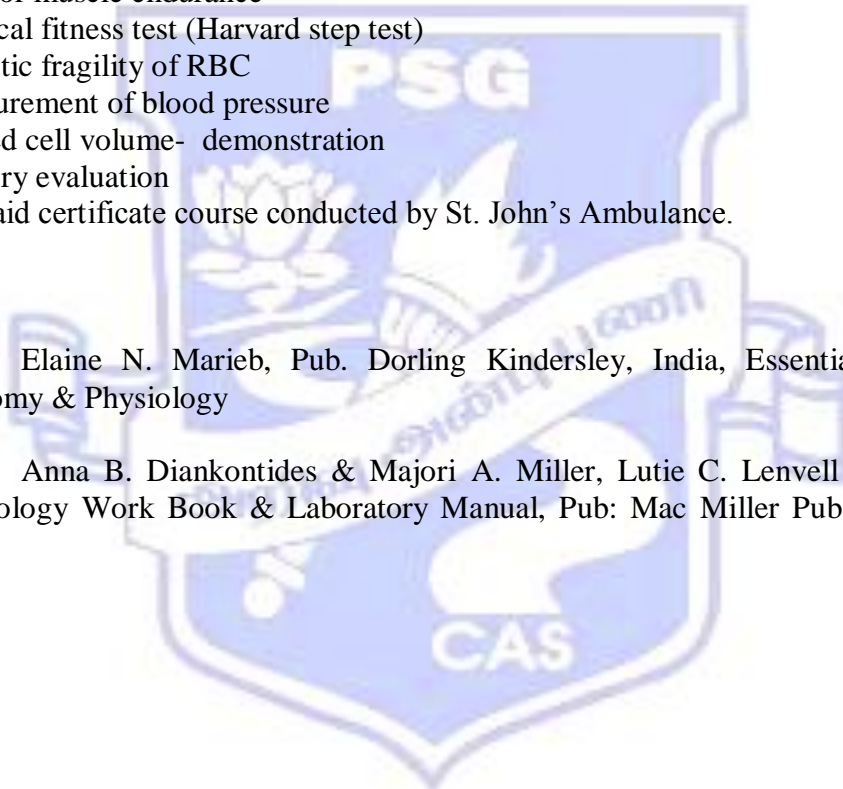 or muscle endurance
cal fitness test (Harvard step test)
tic fragility of RBC
urement of blood pressure
d cell volume- demonstration
ry evaluation
aid certificate course conducted by St. John’s Ambulance.
Elaine N. Marieb, Pub. Dorling Kindersley, India, Essentia
omy & Physiology
Anna B. Diankontides & Majori A. Miller, Lutie C. Lenvell
ology Work Book & Laboratory Manual, Pub: Mac Miller Pub
PSG
CAS